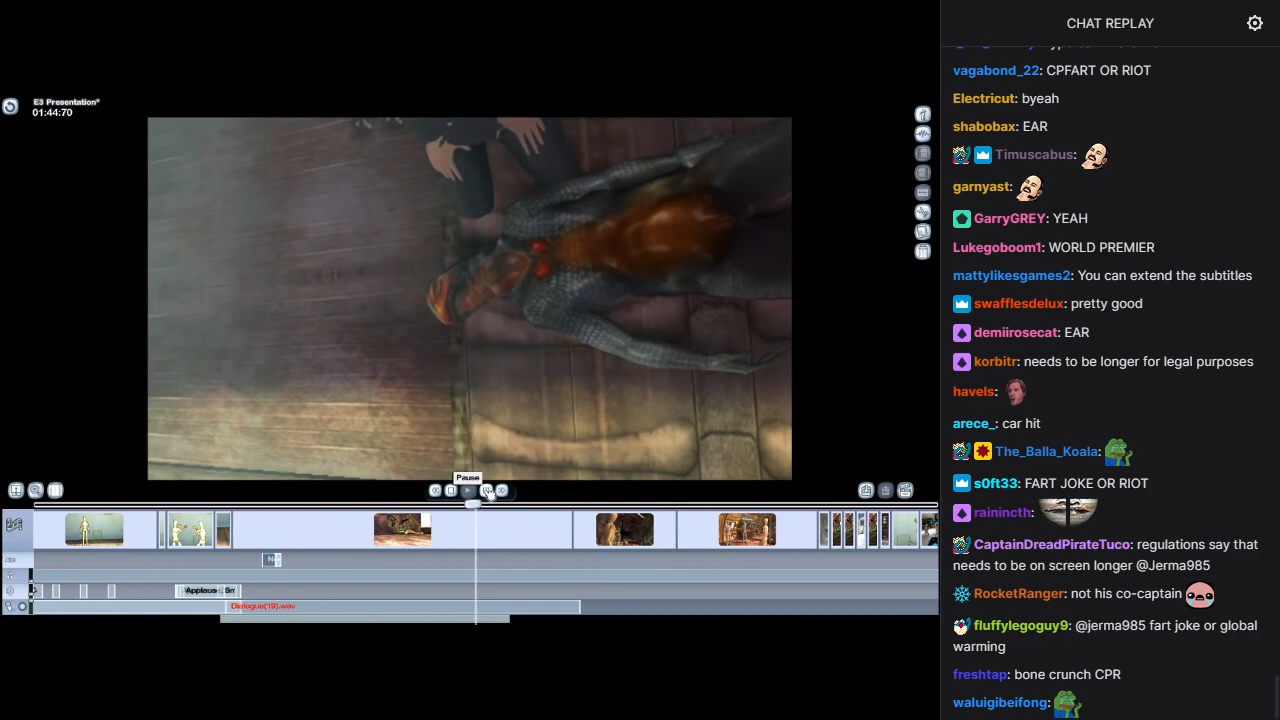 E3 Presentation*
01:44:70
Pause
Applause, Sm
Dialogue(19).wav
CHAT REPLAY
vagabond_22: CPFART OR RIOT
Electricut: byeah
shabobax: EAR
Timuscabus:
garnyast:
GarryGREY: YEAH
Lukegoboom1: WORLD PREMIER
mattylikesgames2: You can extend the subtitles
swafflesdelux: pretty good
demiirosecat: EAR
korbitr: needs to be longer for legal purposes
havels:
arece_: car hit
The_Balla_Koala:
s0ft33: FART JOKE OR RIOT
rainincth:
CaptainDreadPirateTuco: regulations say that
needs to be on screen longer @Jerma985
RocketRanger: not his co-captain
fluffylegoguy9: @jerma985 fart joke or global
warming
freshtap: bone crunch CPR
waluigibeifong: